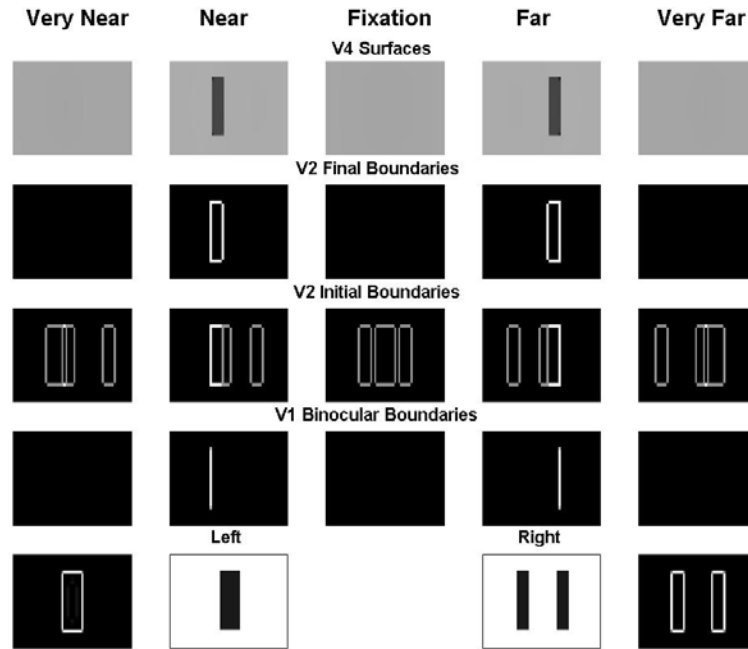 Very Near Near Fixation Far Very Far
V4 Surfaces
V2 Final Boundaries
V2 Initial Boundaries
V1 Binocular Boundaries
Left Right